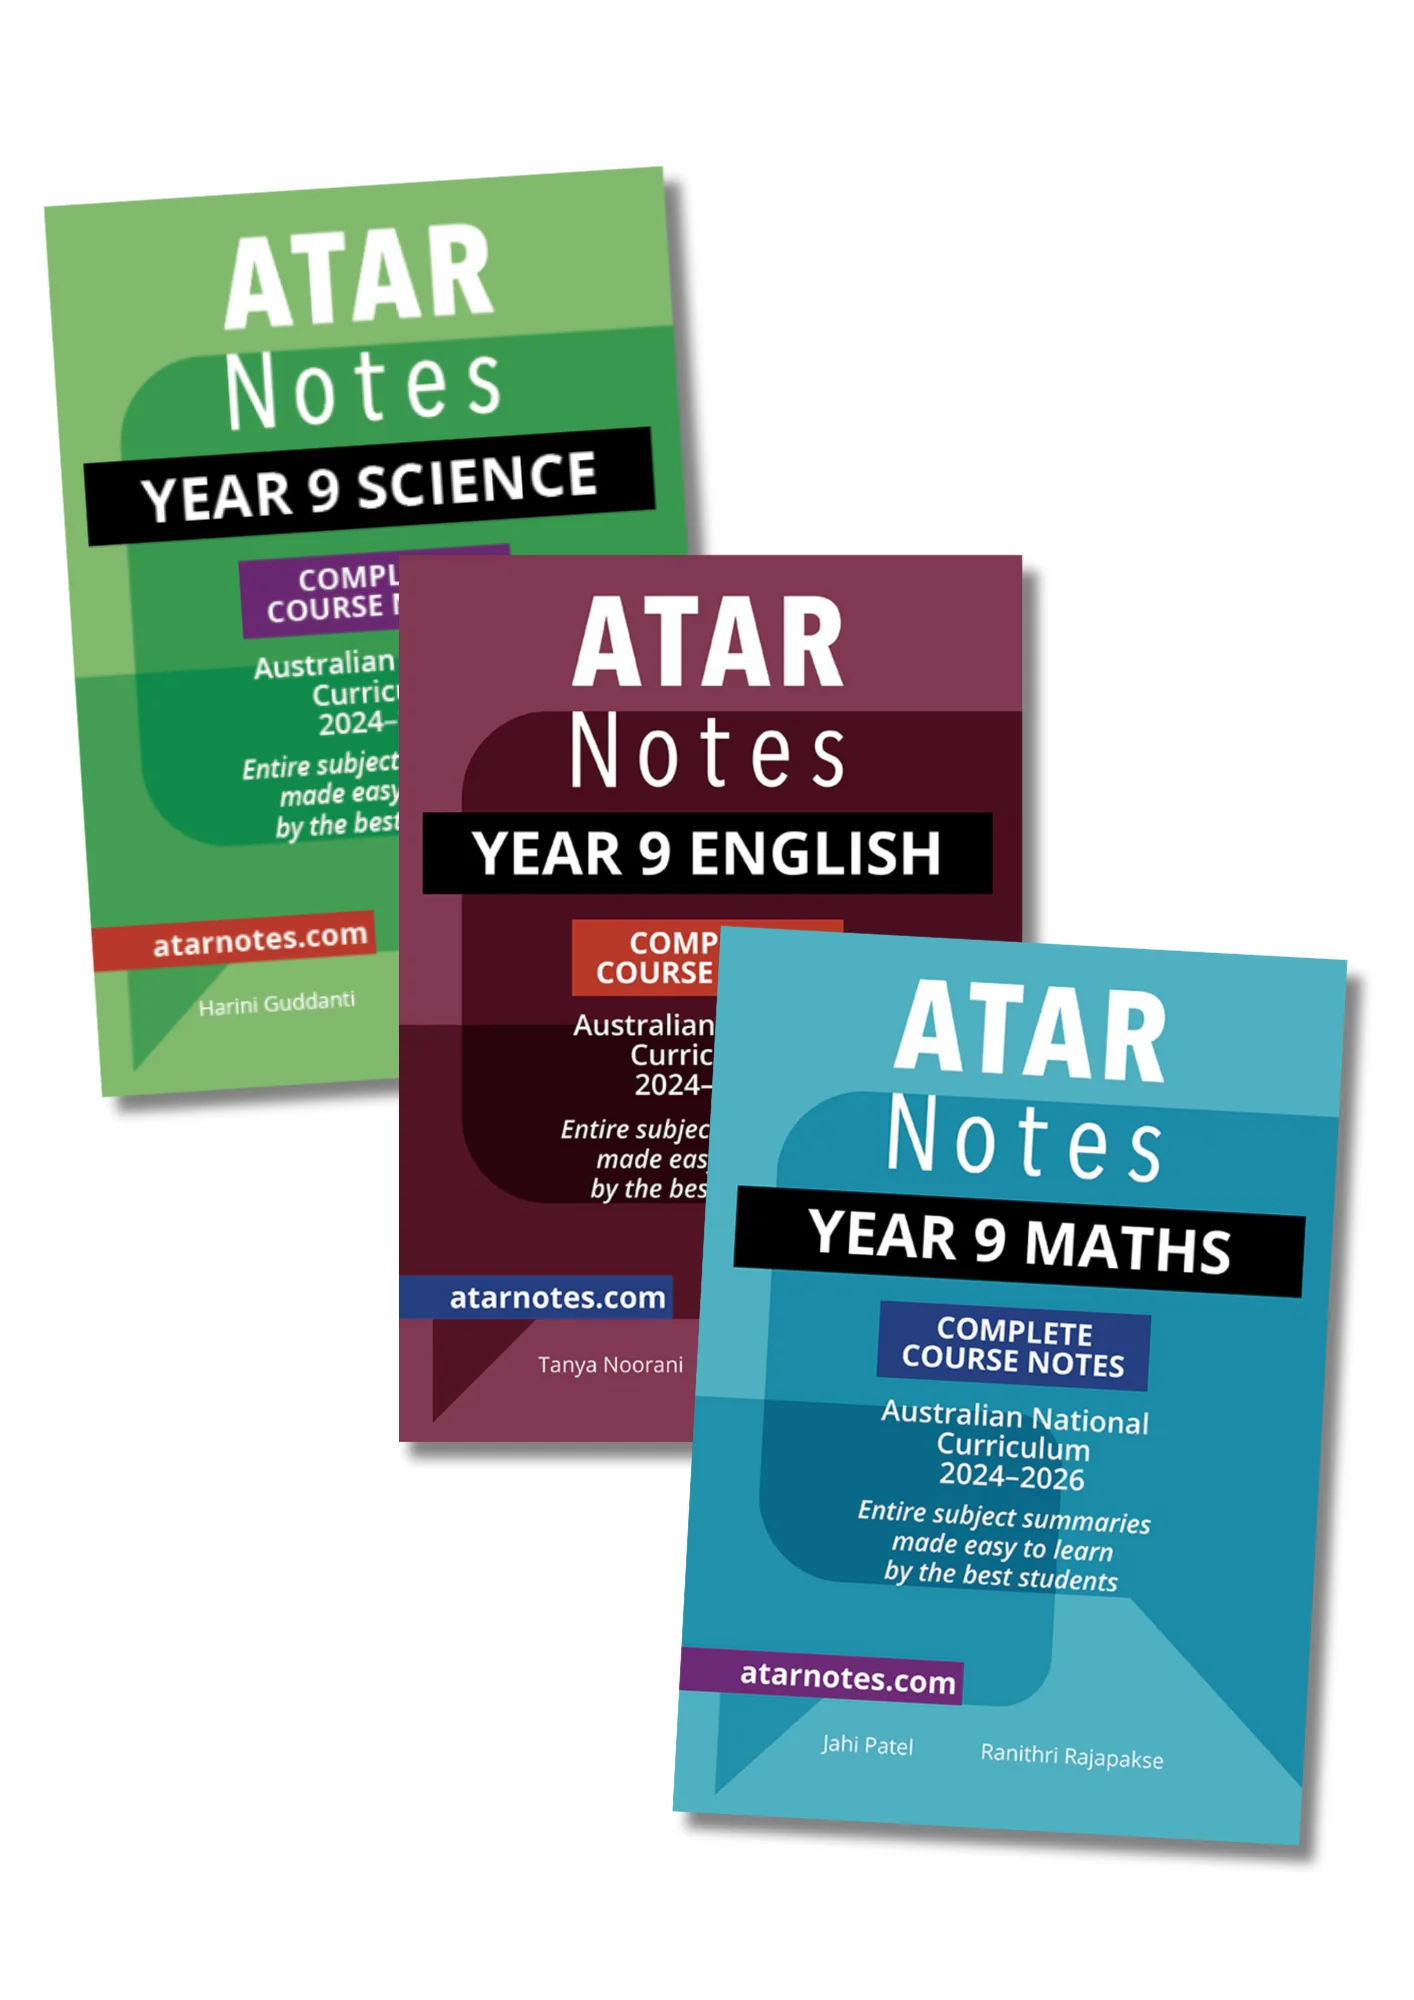 ATAR
Notes
YEAR 9 SCIENCE
COMPL
COURSE
Australian
Curricu
2024–
Entire subject
made easy
by the best
atarnotes.com
Harini Guddanti
ATAR
Notes
YEAR 9 ENGLISH
COMP
COURSE
Australian
Curric
2024–
Entire subjec
made eas
by the bes
atarnotes.com
Tanya Noorani
ATAR
Notes
YEAR 9 MATHS
COMPLETE
COURSE NOTES
Australian National
Curriculum
2024–2026
Entire subject summaries
made easy to learn
by the best students
atarnotes.com
Jahi Patel Ranithri Rajapakse